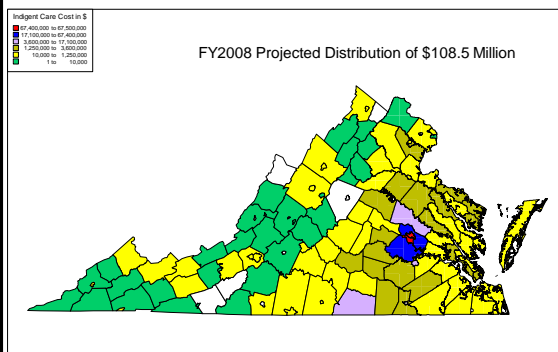 Indigent Care Cost in $
67,400,000 to 67,500,000
17,100,000 to 67,400,000
3,600,000 to 17,100,000
1,250,000 to 3,600,000
10,000 to 1,250,000
1 to 10,000
FY2008 Projected Distribution of $108.5 Million